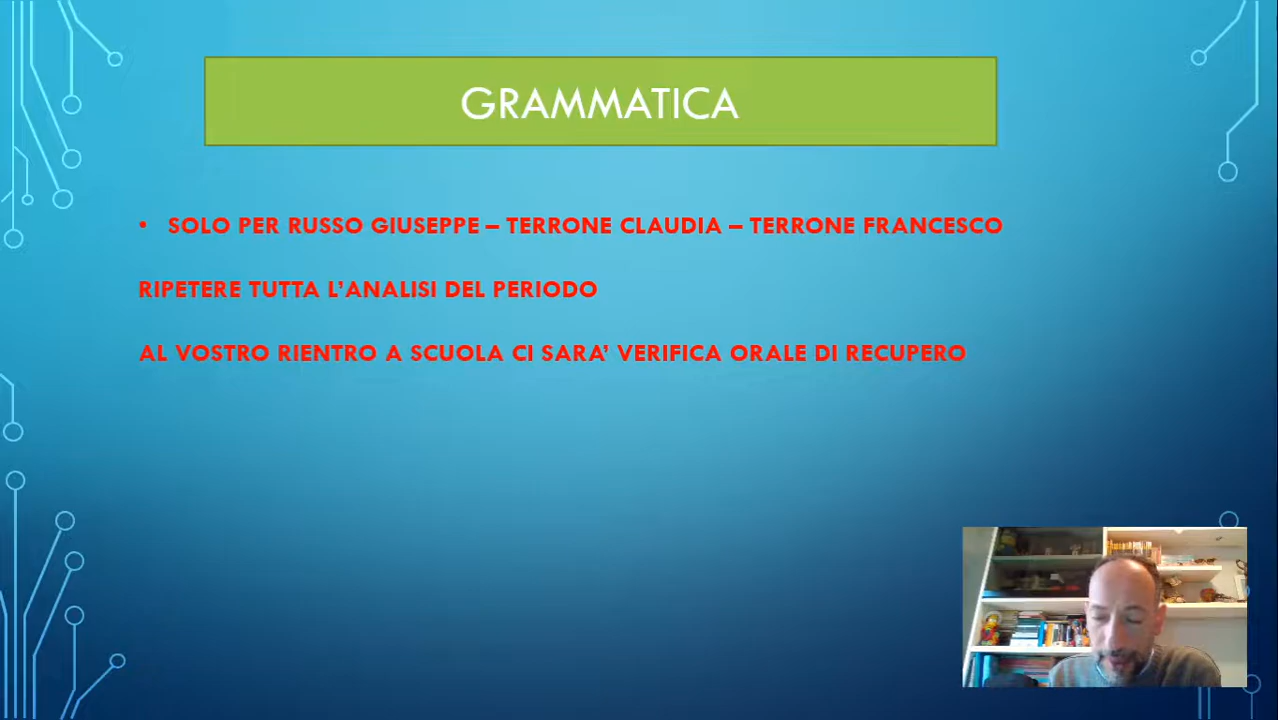 GRAMMATICA
• SOLO PER RUSSO GIUSEPPE – TERRONE CLAUDIA – TERRONE FRANCESCO
RIPETERE TUTTA L’ANALISI DEL PERIODO
AL VOSTRO RIENTRO A SCUOLA CI SARA’ VERIFICA ORALE DI RECUPERO